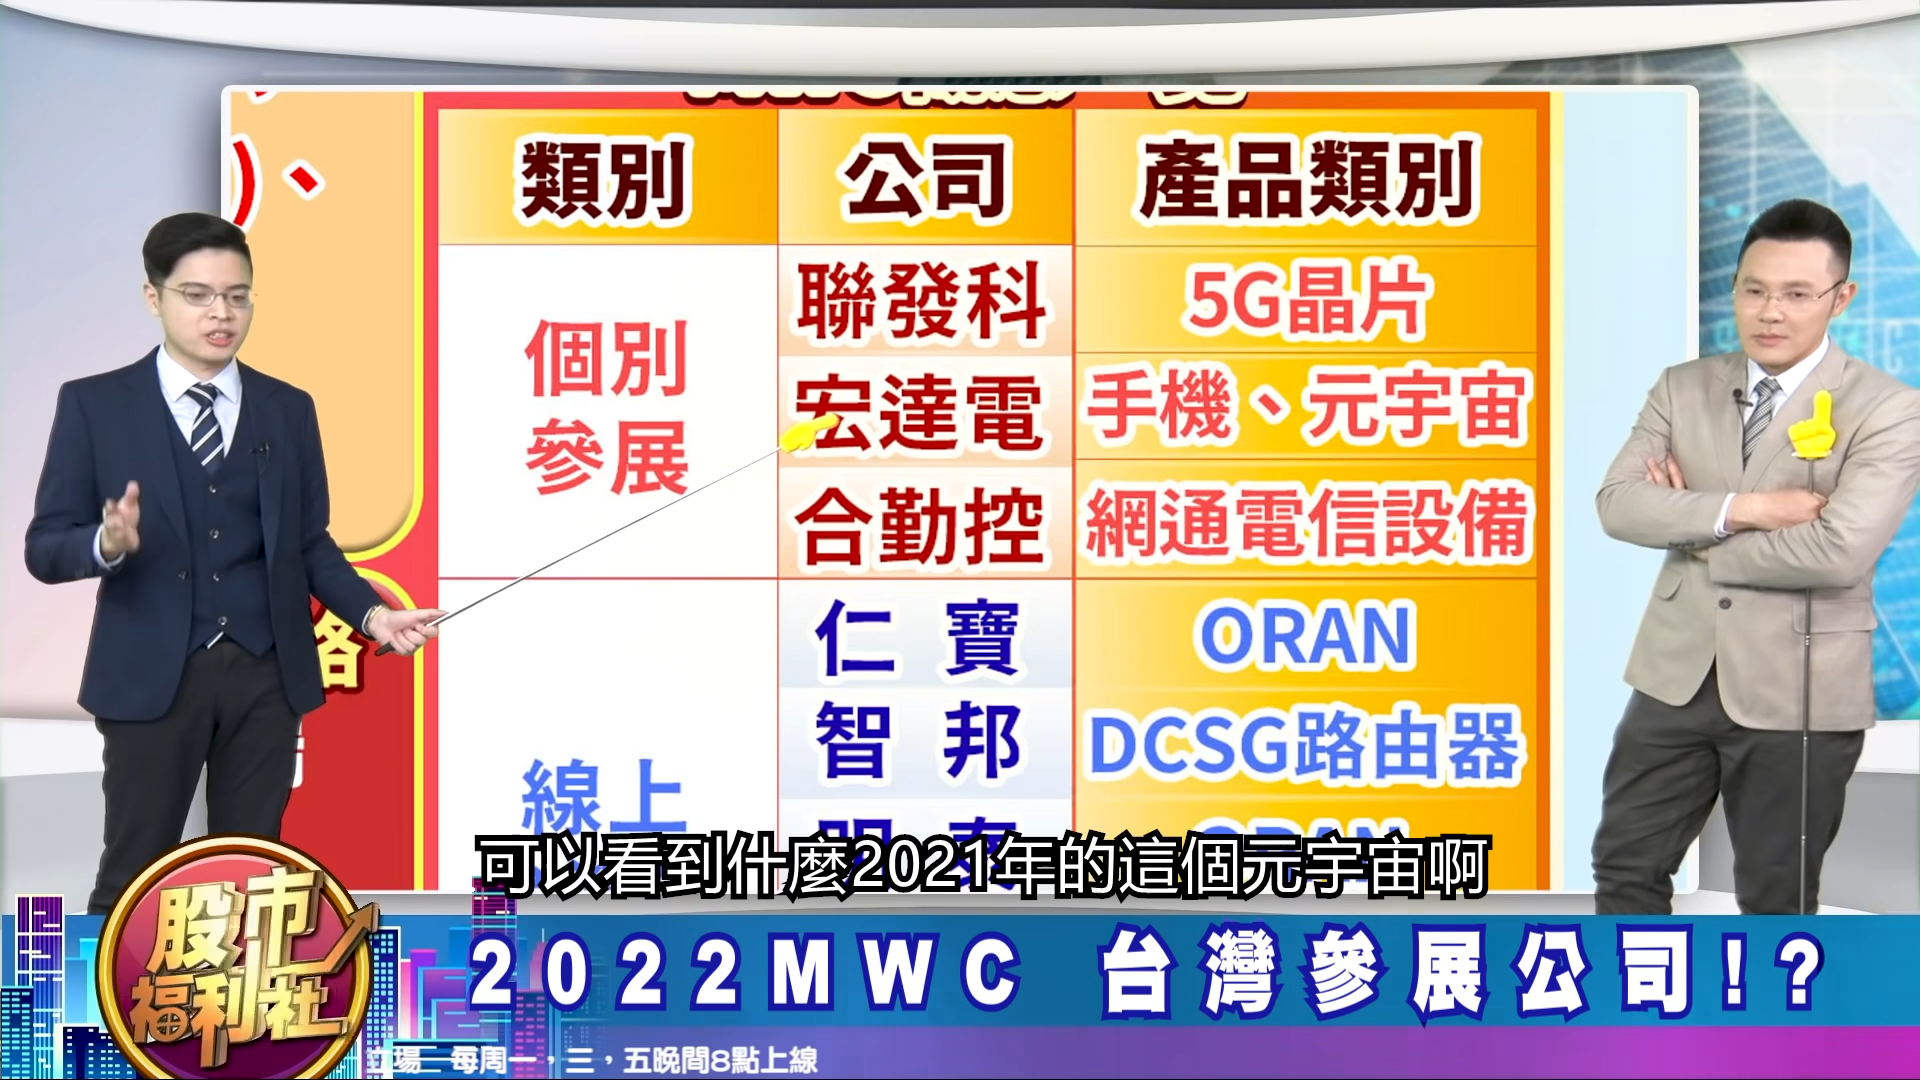 類別 公司 產品類別
個別
參展
聯發科 5G晶片
宏達電 手機、元宇宙
合勤控 網通電信設備
線上
仁寶 ORAN
智邦 DCSG路由器
ORAN
)、
路
可以看到什麼2021年的這個元宇宙啊
股市
福利社
2022MWC 台灣參展公司!?
立場 每周一，三，五晚間8點上線